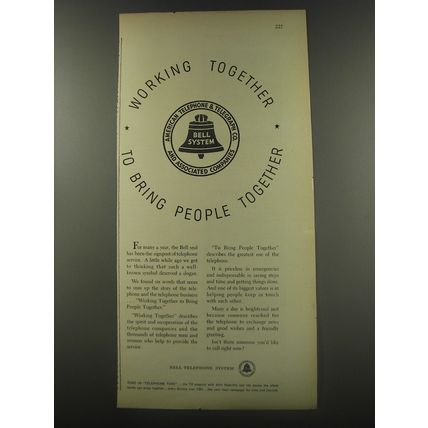 227
WORKING TOGETHER
TO BRING PEOPLE TOGETHER
AMERICAN TELEPHONE & TELEGRAPH CO.
BELL
SYSTEM
AND ASSOCIATED COMPANIES
For many a year, the Bell seal
has been the signpost of telephone
service. A little while ago we got
to thinking that such a well-
known symbol deserved a slogan.
We found six words that seem
to sum up the story of the tele-
phone and the telephone business
"Working Together to Bring
People Together."
"Working Together" describes
the spirit and co-operation of the
telephone companies and the
thousands of telephone men and
women who help to provide the
service.
"To Bring People Together"
describes the greatest use of the
telephone.
It is priceless in emergencies
and indispensable in saving steps
and time and getting things done.
And one of its biggest values is in
helping people keep in touch
with each other.
Many a day is brightened just
because someone reached for
the telephone to exchange news
and good wishes and a friendly
greeting.
Isn't there someone you'd like
to call right now?
BELL TELEPHONE SYSTEM
TUNE IN "TELEPHONE TIME"